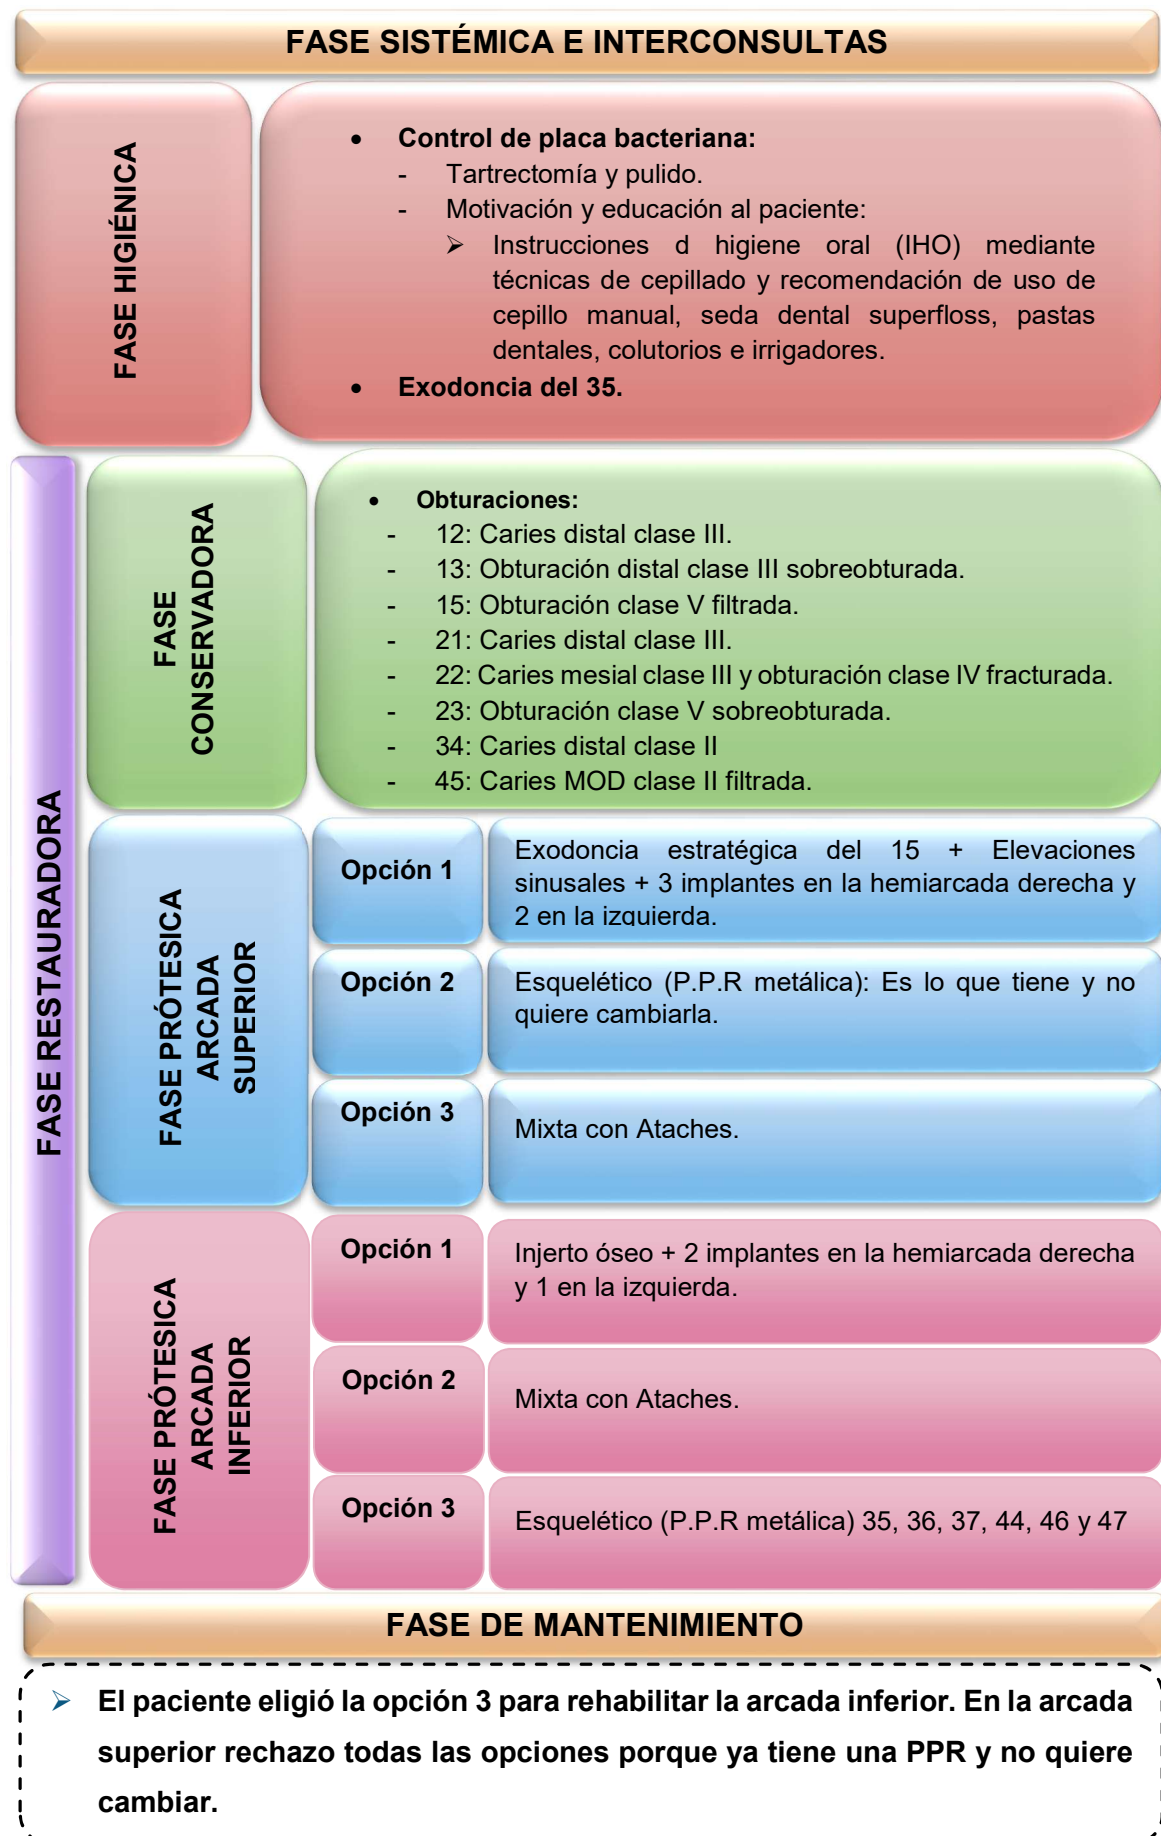 FASE SISTÉMICA E INTERCONSULTAS
FASE HIGIÉNICA
• Control de placa bacteriana:
- Tartrectomía y pulido.
- Motivación y educación al paciente:
➢ Instrucciones d higiene oral (IHO) mediante
técnicas de cepillado y recomendación de uso de
cepillo manual, seda dental superfloss, pastas
dentales, colutorios e irrigadores.
• Exodoncia del 35.
FASE RESTAURADORA
FASE
CONSERVADORA
• Obturaciones:
- 12: Caries distal clase III.
- 13: Obturación distal clase III sobreobturada.
- 15: Obturación clase V filtrada.
- 21: Caries distal clase III.
- 22: Caries mesial clase III y obturación clase IV fracturada.
- 23: Obturación clase V sobreobturada.
- 34: Caries distal clase II
- 45: Caries MOD clase II filtrada.
FASE PRÓTESICA
ARCADA
SUPERIOR
Opción 1
Exodoncia estratégica del 15 + Elevaciones
sinusales + 3 implantes en la hemiarcada derecha y
2 en la izquierda.
Opción 2
Esquelético (P.P.R metálica): Es lo que tiene y no
quiere cambiarla.
Opción 3
Mixta con Ataches.
FASE PRÓTESICA
ARCADA
INFERIOR
Opción 1
Injerto óseo + 2 implantes en la hemiarcada derecha
y 1 en la izquierda.
Opción 2
Mixta con Ataches.
Opción 3
Esquelético (P.P.R metálica) 35, 36, 37, 44, 46 y 47
FASE DE MANTENIMIENTO
➢ El paciente eligió la opción 3 para rehabilitar la arcada inferior. En la arcada
superior rechazo todas las opciones porque ya tiene una PPR y no quiere
cambiar.